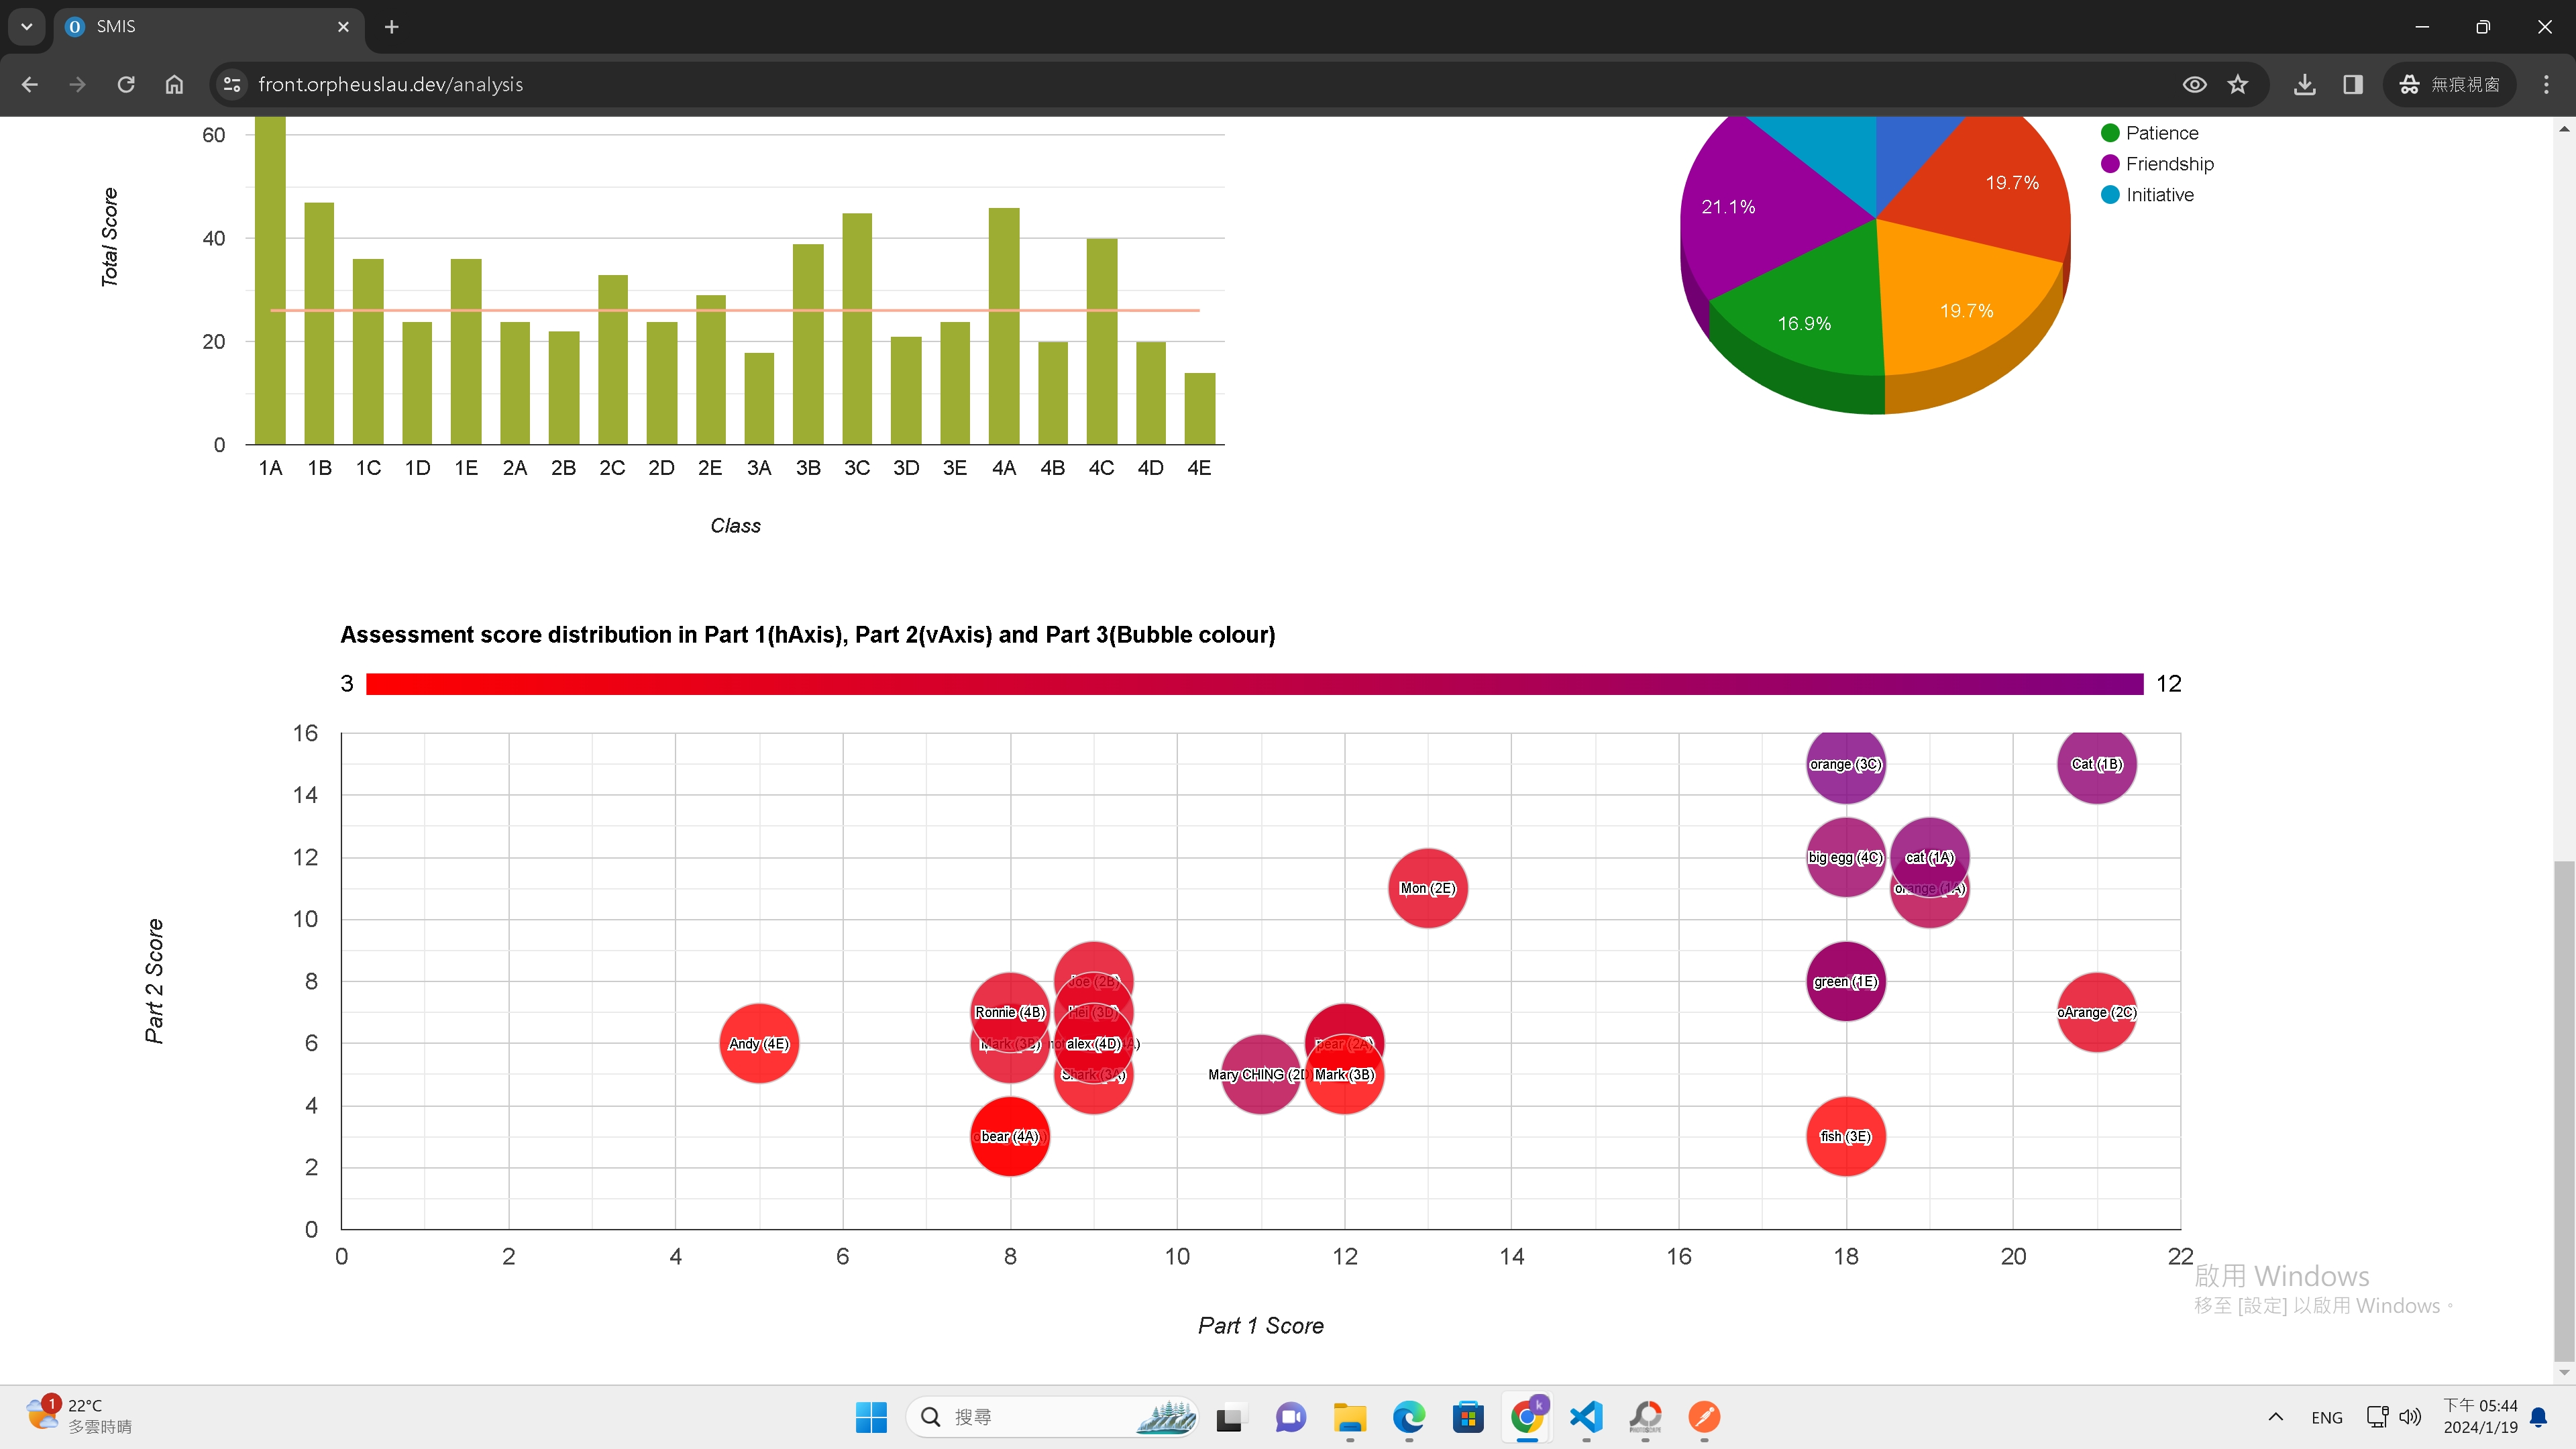 SMIS
front.orpheuslau.dev/analysis
無痕視窗
60
40
20
0
Total Score
1A 1B 1C 1D 1E 2A 2B 2C 2D 2E 3A 3B 3C 3D 3E 4A 4B 4C 4D 4E
Class
19.7%
21.1%
19.7%
16.9%
Patience
Friendship
Initiative
Assessment score distribution in Part 1(hAxis), Part 2(vAxis) and Part 3(Bubble colour)
3
12
16
14
12
10
8
6
4
2
0
Part 2 Score
orange (3C)
Cat (1B)
big egg (4C)
cat (1A)
Mon (2E)
orange (1A)
Joe (2B)
green (1E)
Ronnie (4B)
Hei (3D)
oArange (2C)
Andy (4E)
Mark (3B)
alex (4D)
pear (2A)
Shark (3A)
Mary CHING (2D
Mark (3B)
bear (4A)
fish (3E)
0 2 4 6 8 10 12 14 16 18 20 22
Part 1 Score
啟用 Windows
移至 [設定] 以啟用 Windows。
1
22°C
多雲時晴
搜尋
k
ENG
下午 05:44
2024/1/19